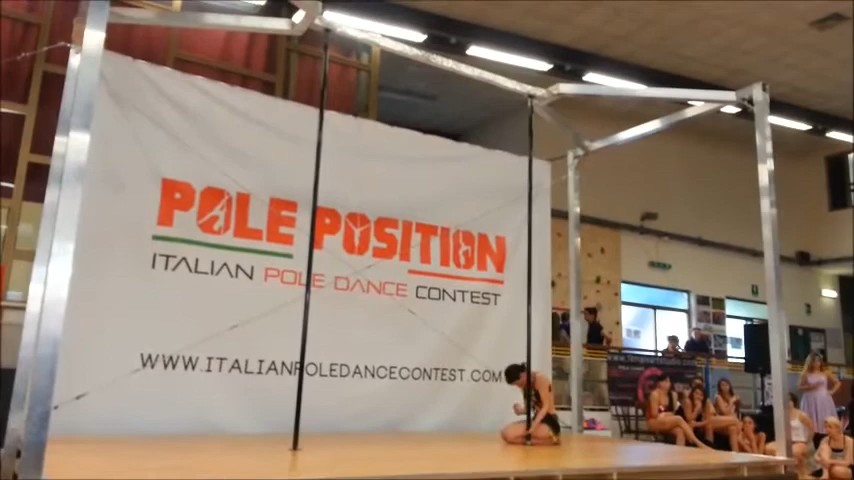 POLE POSITION
ITALIAN POLE DANCE CONTEST
WWW.ITALIANPOLEDANCECONTEST.COM